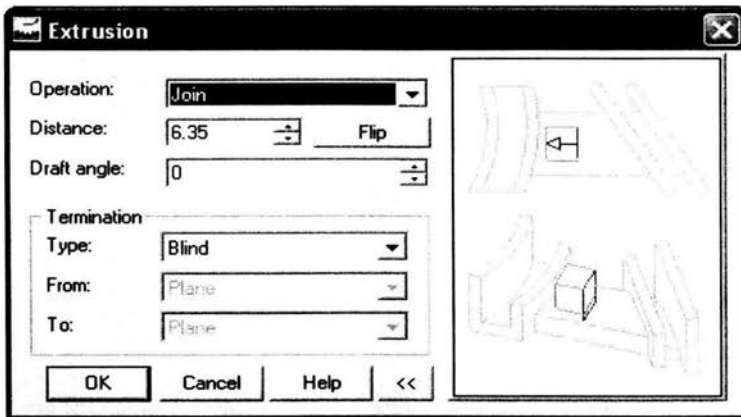 Extrusion
Operation: Join
Distance: 6.35 Flip
Draft angle: 0
Termination
Type: Blind
From: Plane
To: Plane
OK Cancel Help <<